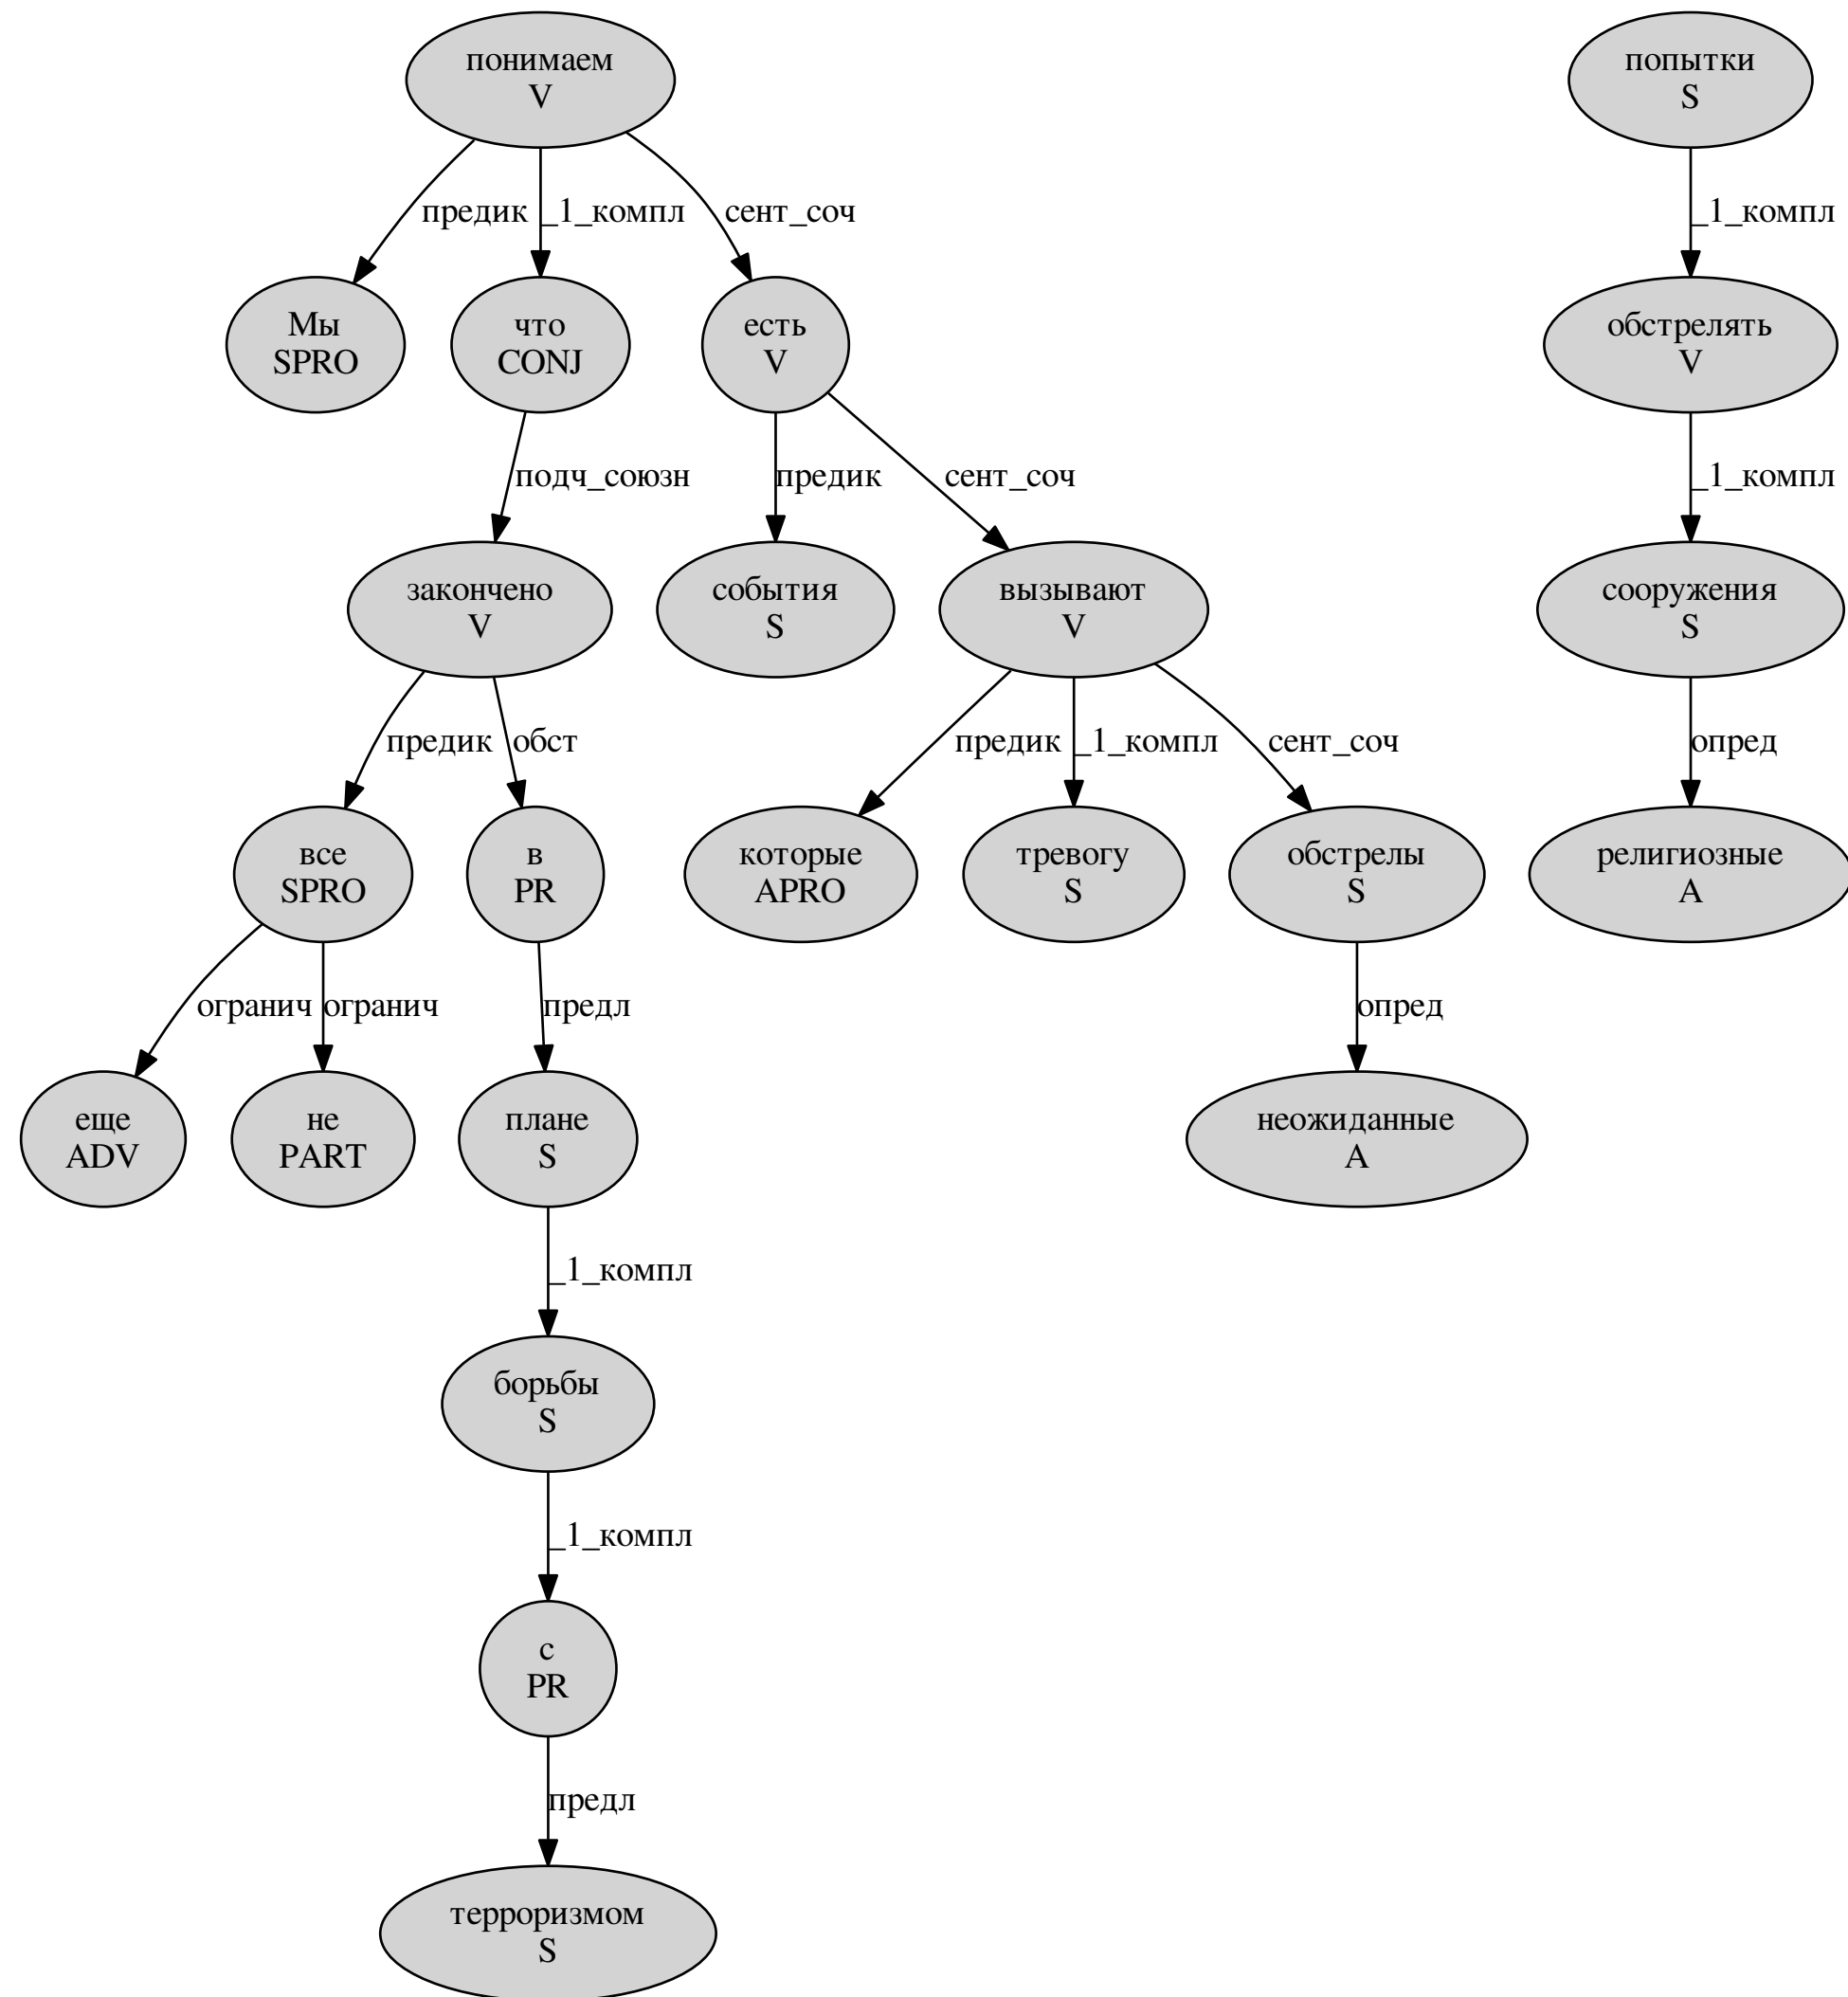 понимаем
V
попытки
S
предик
_1_компл
сент_соч
_1_компл
Мы
SPRO
что
CONJ
есть
V
обстрелять
V
подч_союзн
предик
сент_соч
_1_компл
закончено
V
события
S
вызывают
V
сооружения
S
предик
обст
предик
_1_компл
сент_соч
опред
все
SPRO
в
PR
которые
APRO
тревогу
S
обстрелы
S
религиозные
A
огранич
огранич
предл
опред
еще
ADV
не
PART
плане
S
неожиданные
A
_1_компл
борьбы
S
_1_компл
с
PR
предл
терроризмом
S